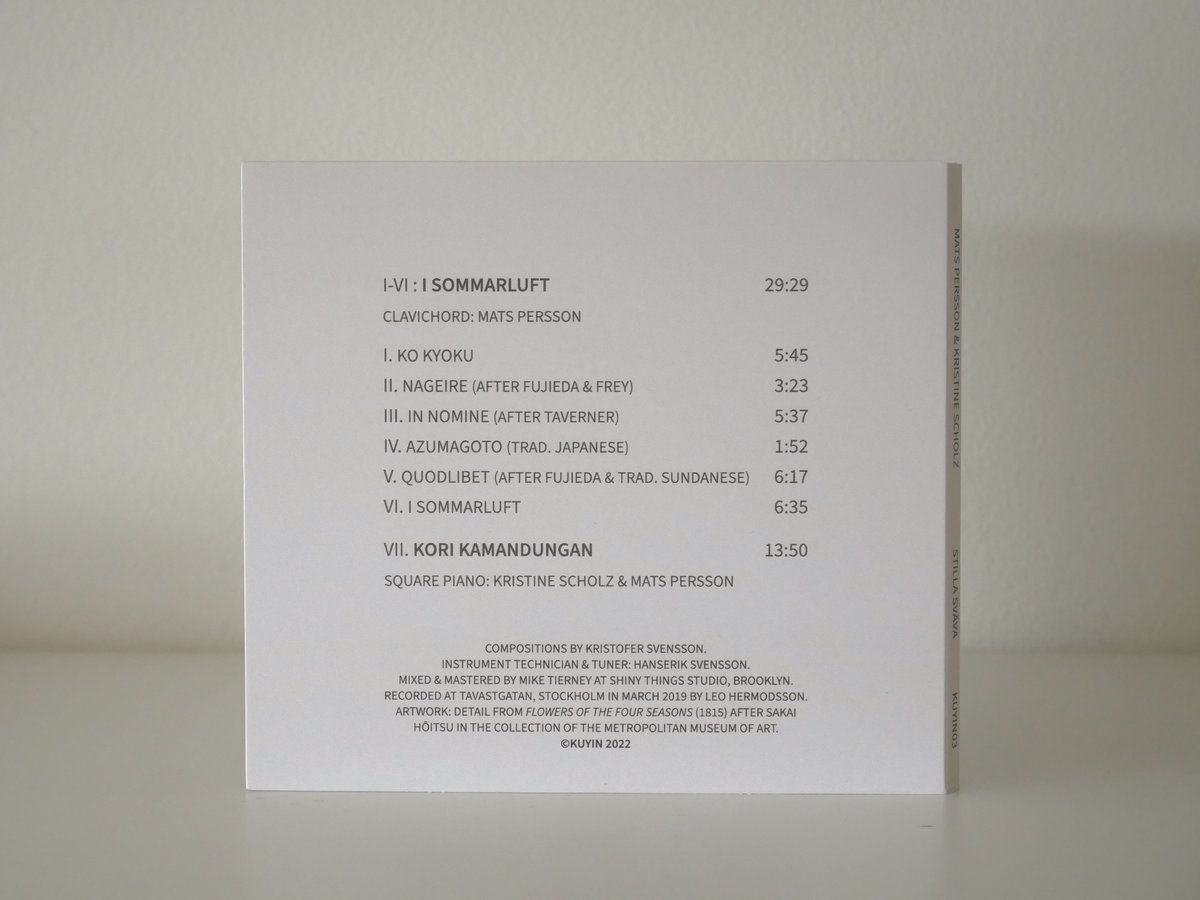 I-VI : I SOMMARLUFT 29:29
CLAVICHORD: MATS PERSSON
I. KO KYOKU 5:45
II. NAGEIRE (AFTER FUJIEDA & FREY) 3:23
III. IN NOMINE (AFTER TAVERNER) 5:37
IV. AZUMAGOTO (TRAD. JAPANESE) 1:52
V. QUODLIBET (AFTER FUJIEDA & TRAD. SUNDANESE) 6:17
VI. I SOMMARLUFT 6:35
VII. KORI KAMANDUNGAN 13:50
SQUARE PIANO: KRISTINE SCHOLZ & MATS PERSSON
COMPOSITIONS BY KRISTOFER SVENSSON.
INSTRUMENT TECHNICIAN & TUNER: HANSERIK SVENSSON.
MIXED & MASTERED BY MIKE TIERNEY AT SHINY THINGS STUDIO, BROOKLYN.
RECORDED AT TAVASTGATAN, STOCKHOLM IN MARCH 2019 BY LEO HERMODSSON.
ARTWORK: DETAIL FROM FLOWERS OF THE FOUR SEASONS (1815) AFTER SAKAI
HŌITSU IN THE COLLECTION OF THE METROPOLITAN MUSEUM OF ART.
©KUYIN 2022
MATS PERSSON & KRISTINE SCHOLZ STILLA SVÄVA KUYIN03